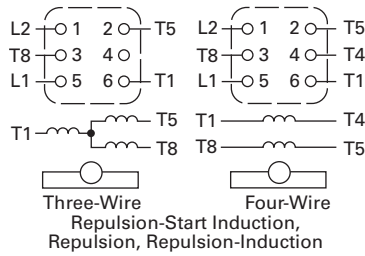 L2 1 2 T5 L2 1 2 T5
T8 3 4 T8 3 4 T4
L1 5 6 T1 L1 5 6 T1
T5 T1 T4
T1
T8 T8 T5
Three-Wire Four-Wire
Repulsion-Start Induction,
Repulsion, Repulsion-Induction